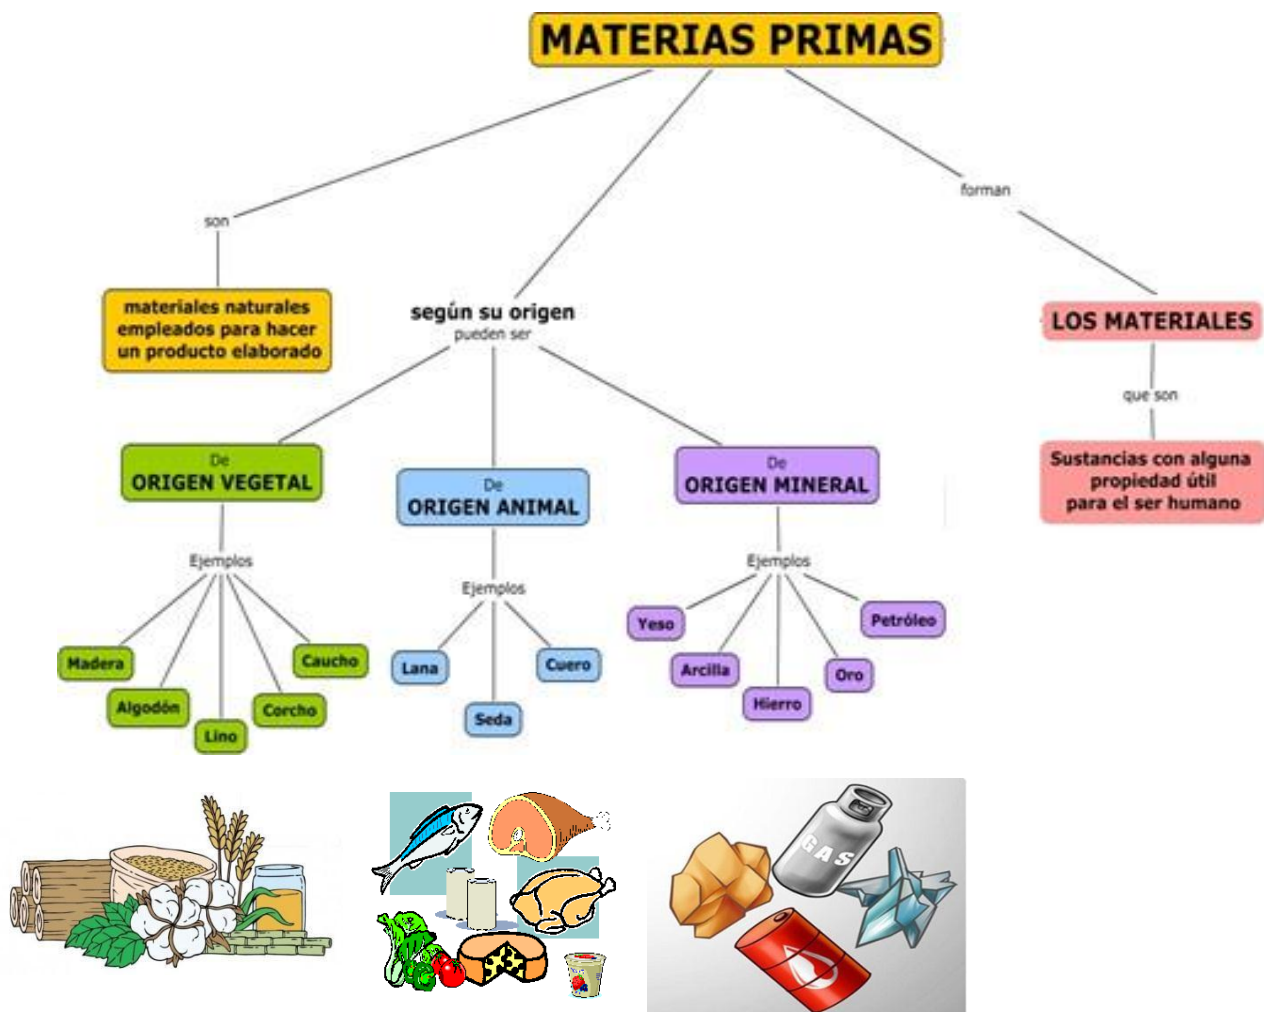 MATERIAS PRIMAS
son
forman
materiales naturales
empleados para hacer
un producto elaborado
según su origen
pueden ser
LOS MATERIALES
que son
Sustancias con alguna
propiedad útil
para el ser humano
De
ORIGEN VEGETAL
De
ORIGEN ANIMAL
De
ORIGEN MINERAL
Ejemplos
Madera
Algodón
Lino
Corcho
Caucho
Ejemplos
Lana
Seda
Cuero
Ejemplos
Yeso
Arcilla
Hierro
Oro
Petróleo
GAS